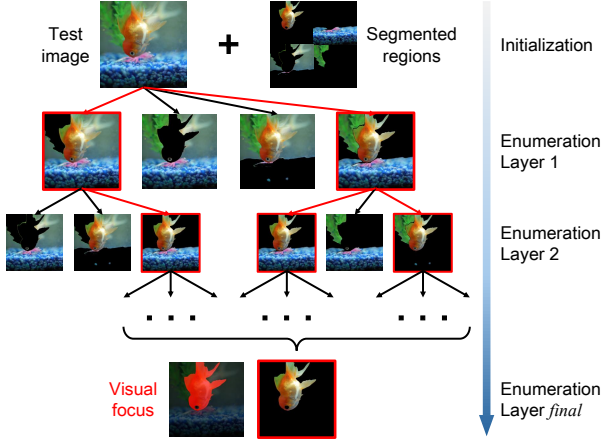 Test
image
+
Segmented
regions
Initialization
Enumeration
Layer 1
Enumeration
Layer 2
. . .
. . .
. . .
Visual
focus
Enumeration
Layer final